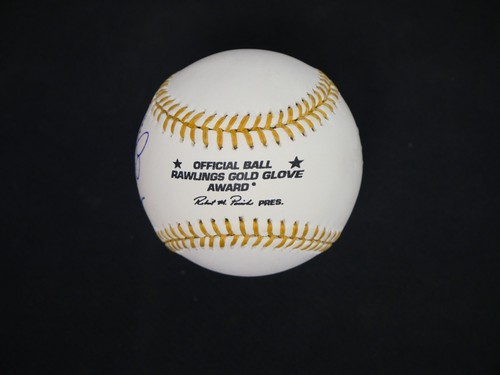 ★ OFFICIAL BALL ★
RAWLINGS GOLD GLOVE
AWARD®
PRES.